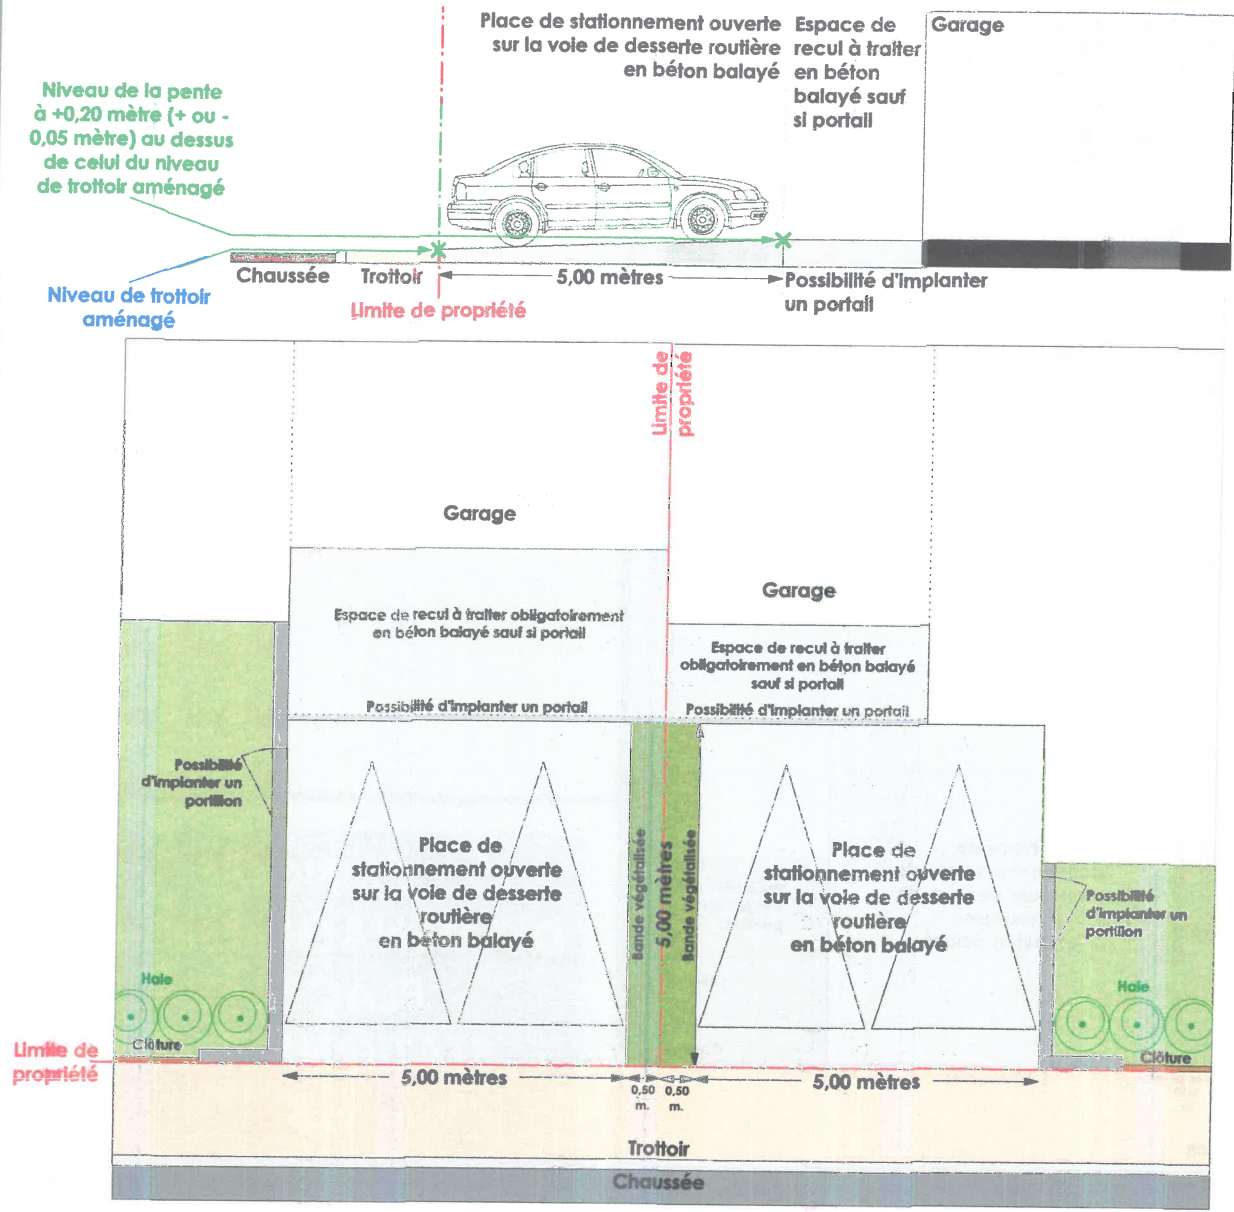 Place de stationnement ouverte
sur la voie de desserte routière
en béton balayé
Espace de
recul à traiter
en béton
balayé sauf
si portail
Garage
Niveau de la pente
à +0,20 mètre (+ ou -
0,05 mètre) au dessus
de celui du niveau
de trottoir aménagé
Chaussée
Trottoir
5,00 mètres
Possibilité d'implanter
un portail
Niveau de trottoir
aménagé
Limite de propriété
Limite de
propriété
Garage
Garage
Espace de recul à traiter obligatoirement
en béton balayé sauf si portail
Espace de recul à traiter
obligatoirement en béton balayé
sauf si portail
Possibilité d'implanter un portail
Possibilité d'implanter un portail
Possibilité
d'implanter un
portillon
Place de
stationnement ouverte
sur la voie de desserte
routière
en béton balayé
Bande végétalisée
5,00 mètres
Bande végétalisée
Place de
stationnement ouverte
sur la voie de desserte
routière
en béton balayé
Possibilité
d'implanter un
portillon
Haie
Haie
Clôture
Clôture
Limite de
propriété
5,00 mètres
0,50
m.
0,50
m.
5,00 mètres
Trottoir
Chaussée